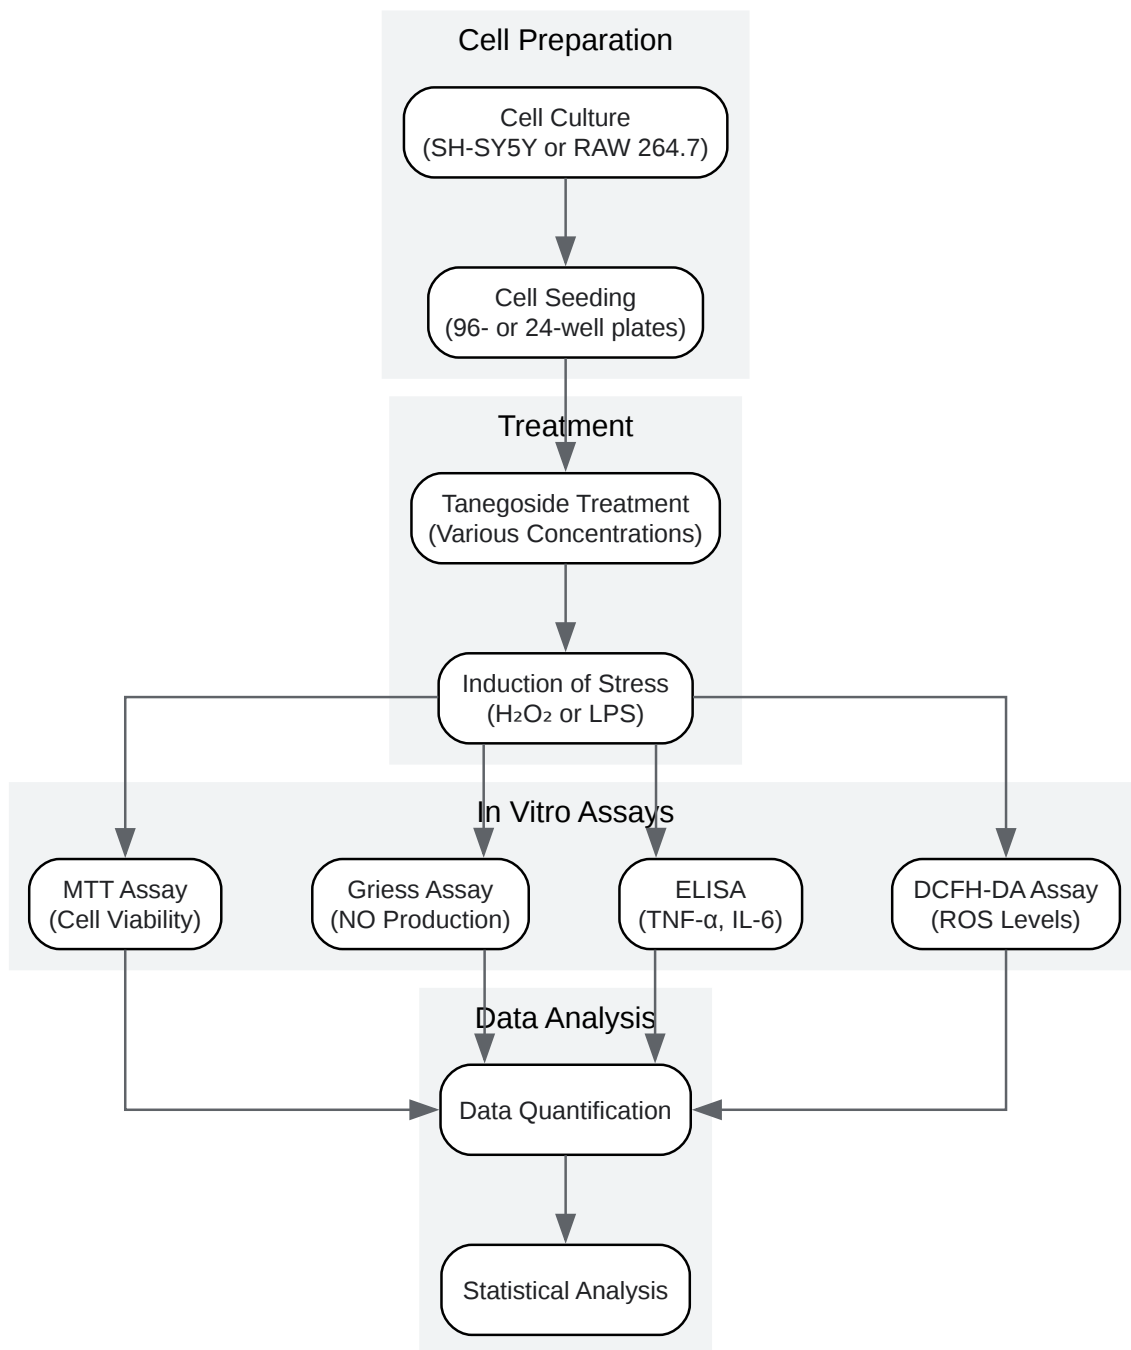 Cell Preparation
Cell Culture
(SH-SY5Y or RAW 264.7)
Cell Seeding
(96- or 24-well plates)
Treatment
Tanegoside Treatment
(Various Concentrations)
Induction of Stress
(H₂O₂ or LPS)
In Vitro Assays
MTT Assay
(Cell Viability)
Griess Assay
(NO Production)
ELISA
(TNF-α, IL-6)
DCFH-DA Assay
(ROS Levels)
Data Analysis
Data Quantification
Statistical Analysis